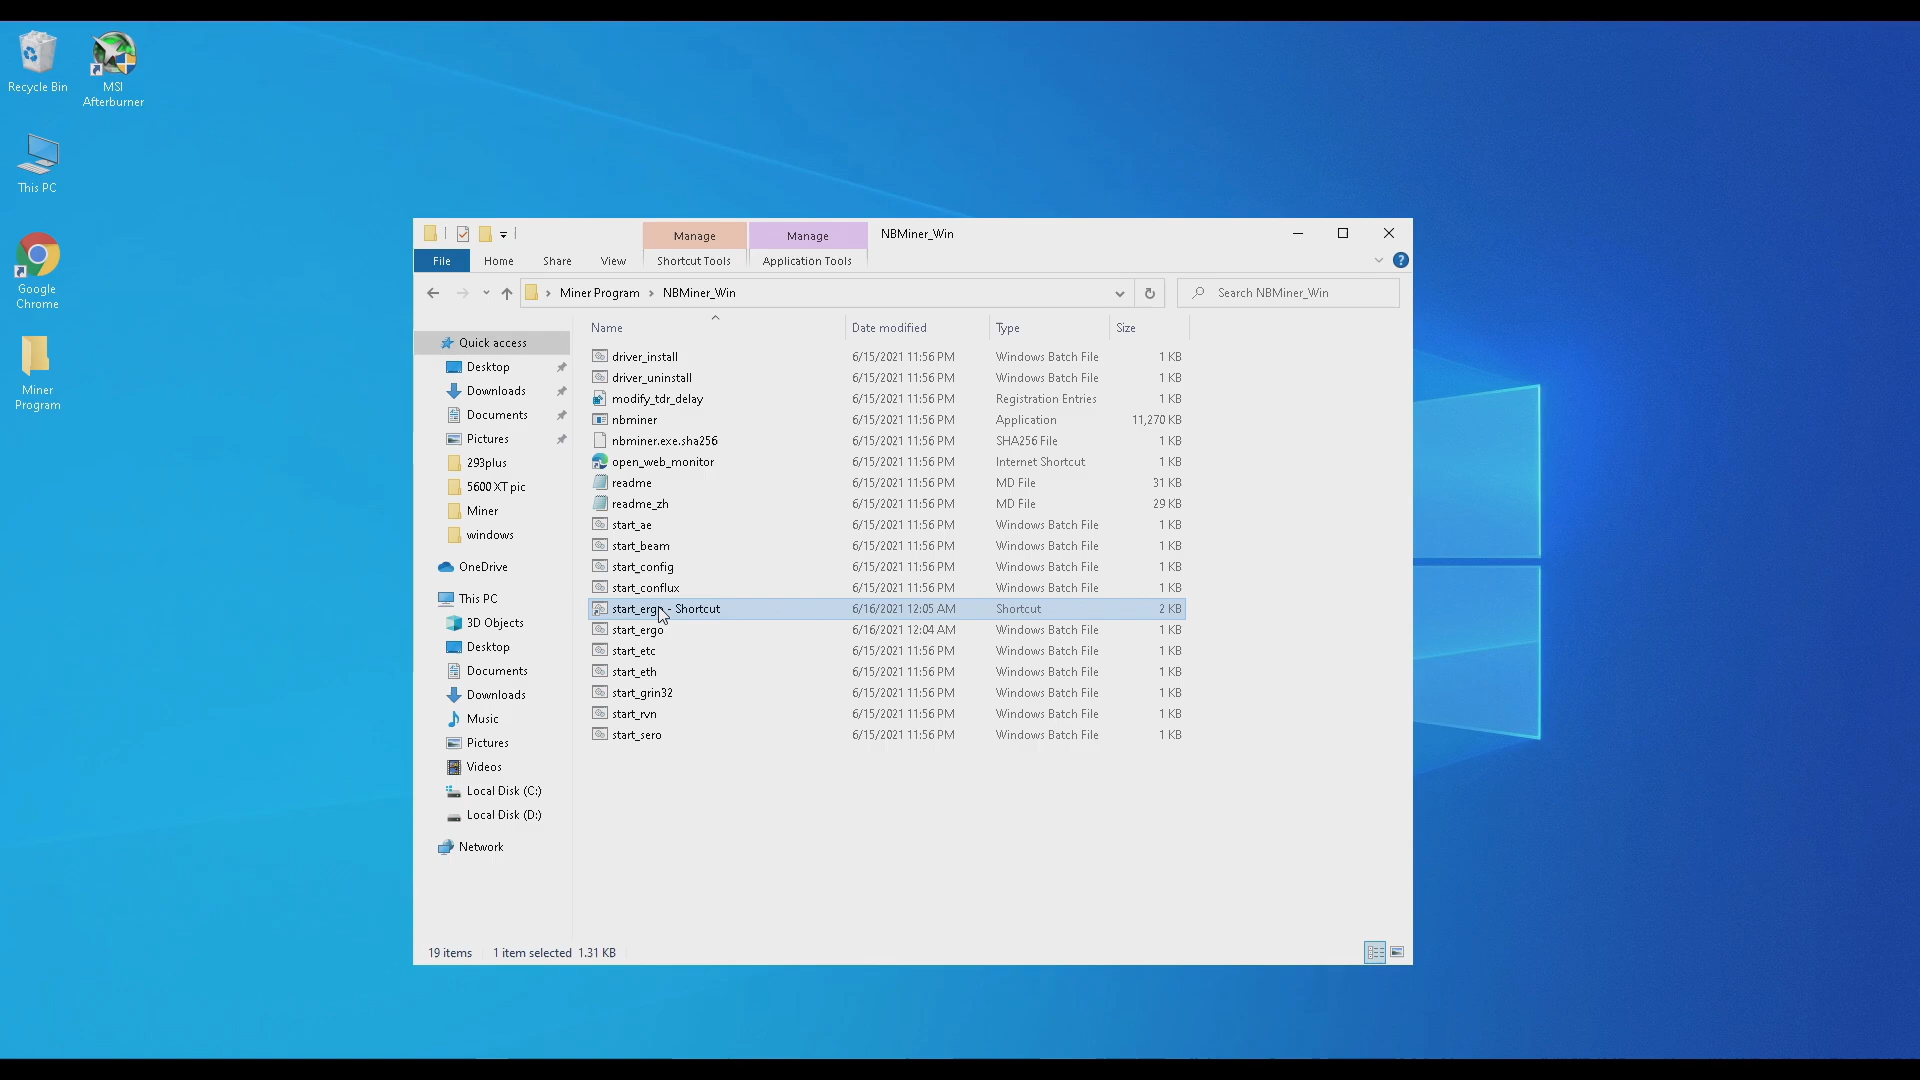 Recycle Bin
MSI
Afterburner
This PC
Google
Chrome
Miner
Program
Manage
Manage
NBMiner_Win
File
Home
Share
View
Shortcut Tools
Application Tools
Miner Program > NBMiner_Win
Search NBMiner_Win
Name
Date modified
Type
Size
Quick access
Desktop
Downloads
Documents
Pictures
293plus
5600 XT pic
Miner
windows
OneDrive
This PC
3D Objects
Desktop
Documents
Downloads
Music
Pictures
Videos
Local Disk (C:)
Local Disk (D:)
Network
driver_install 6/15/2021 11:56 PM Windows Batch File 1 KB
driver_uninstall 6/15/2021 11:56 PM Windows Batch File 1 KB
modify_tdr_delay 6/15/2021 11:56 PM Registration Entries 1 KB
nbminer 6/15/2021 11:56 PM Application 11,270 KB
nbminer.exe.sha256 6/15/2021 11:56 PM SHA256 File 1 KB
open_web_monitor 6/15/2021 11:56 PM Internet Shortcut 1 KB
readme 6/15/2021 11:56 PM MD File 31 KB
readme_zh 6/15/2021 11:56 PM MD File 29 KB
start_ae 6/15/2021 11:56 PM Windows Batch File 1 KB
start_beam 6/15/2021 11:56 PM Windows Batch File 1 KB
start_config 6/15/2021 11:56 PM Windows Batch File 1 KB
start_conflux 6/15/2021 11:56 PM Windows Batch File 1 KB
start_ergo - Shortcut 6/16/2021 12:05 AM Shortcut 2 KB
start_ergo 6/16/2021 12:04 AM Windows Batch File 1 KB
start_etc 6/15/2021 11:56 PM Windows Batch File 1 KB
start_eth 6/15/2021 11:56 PM Windows Batch File 1 KB
start_grin32 6/15/2021 11:56 PM Windows Batch File 1 KB
start_rvn 6/15/2021 11:56 PM Windows Batch File 1 KB
start_sero 6/15/2021 11:56 PM Windows Batch File 1 KB
19 items
1 item selected 1.31 KB